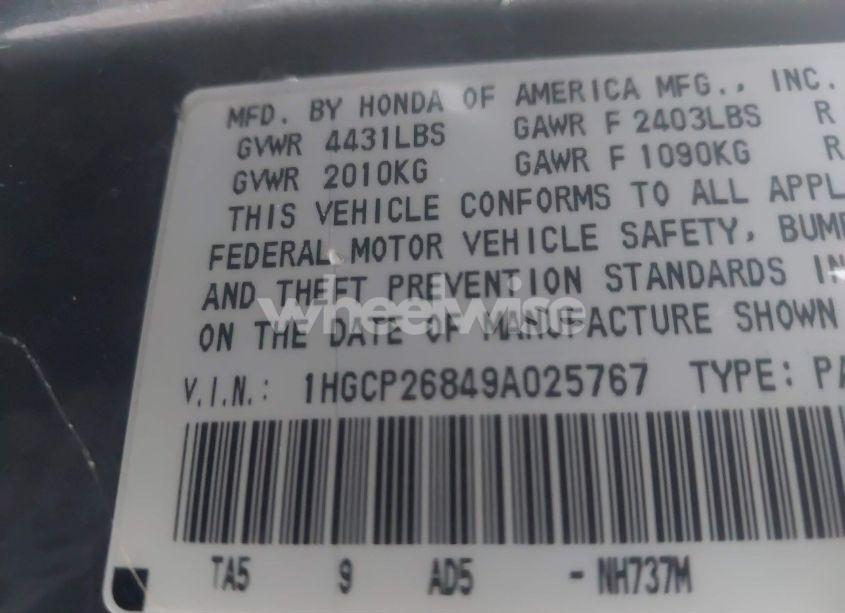 MFD. BY HONDA OF AMERICA MFG., INC.
GVWR 4431LBS GAWR F 2403LBS R
GVWR 2010KG GAWR F 1090KG R
THIS VEHICLE CONFORMS TO ALL APPL
FEDERAL MOTOR VEHICLE SAFETY, BUMP
AND THEFT PREVENTION STANDARDS IN
wheelwise
ON THE DATE OF MANUFACTURE SHOWN
V.I.N.: 1HGCP26849A025767 TYPE: PA
TA5 9 AD5 - NH737M